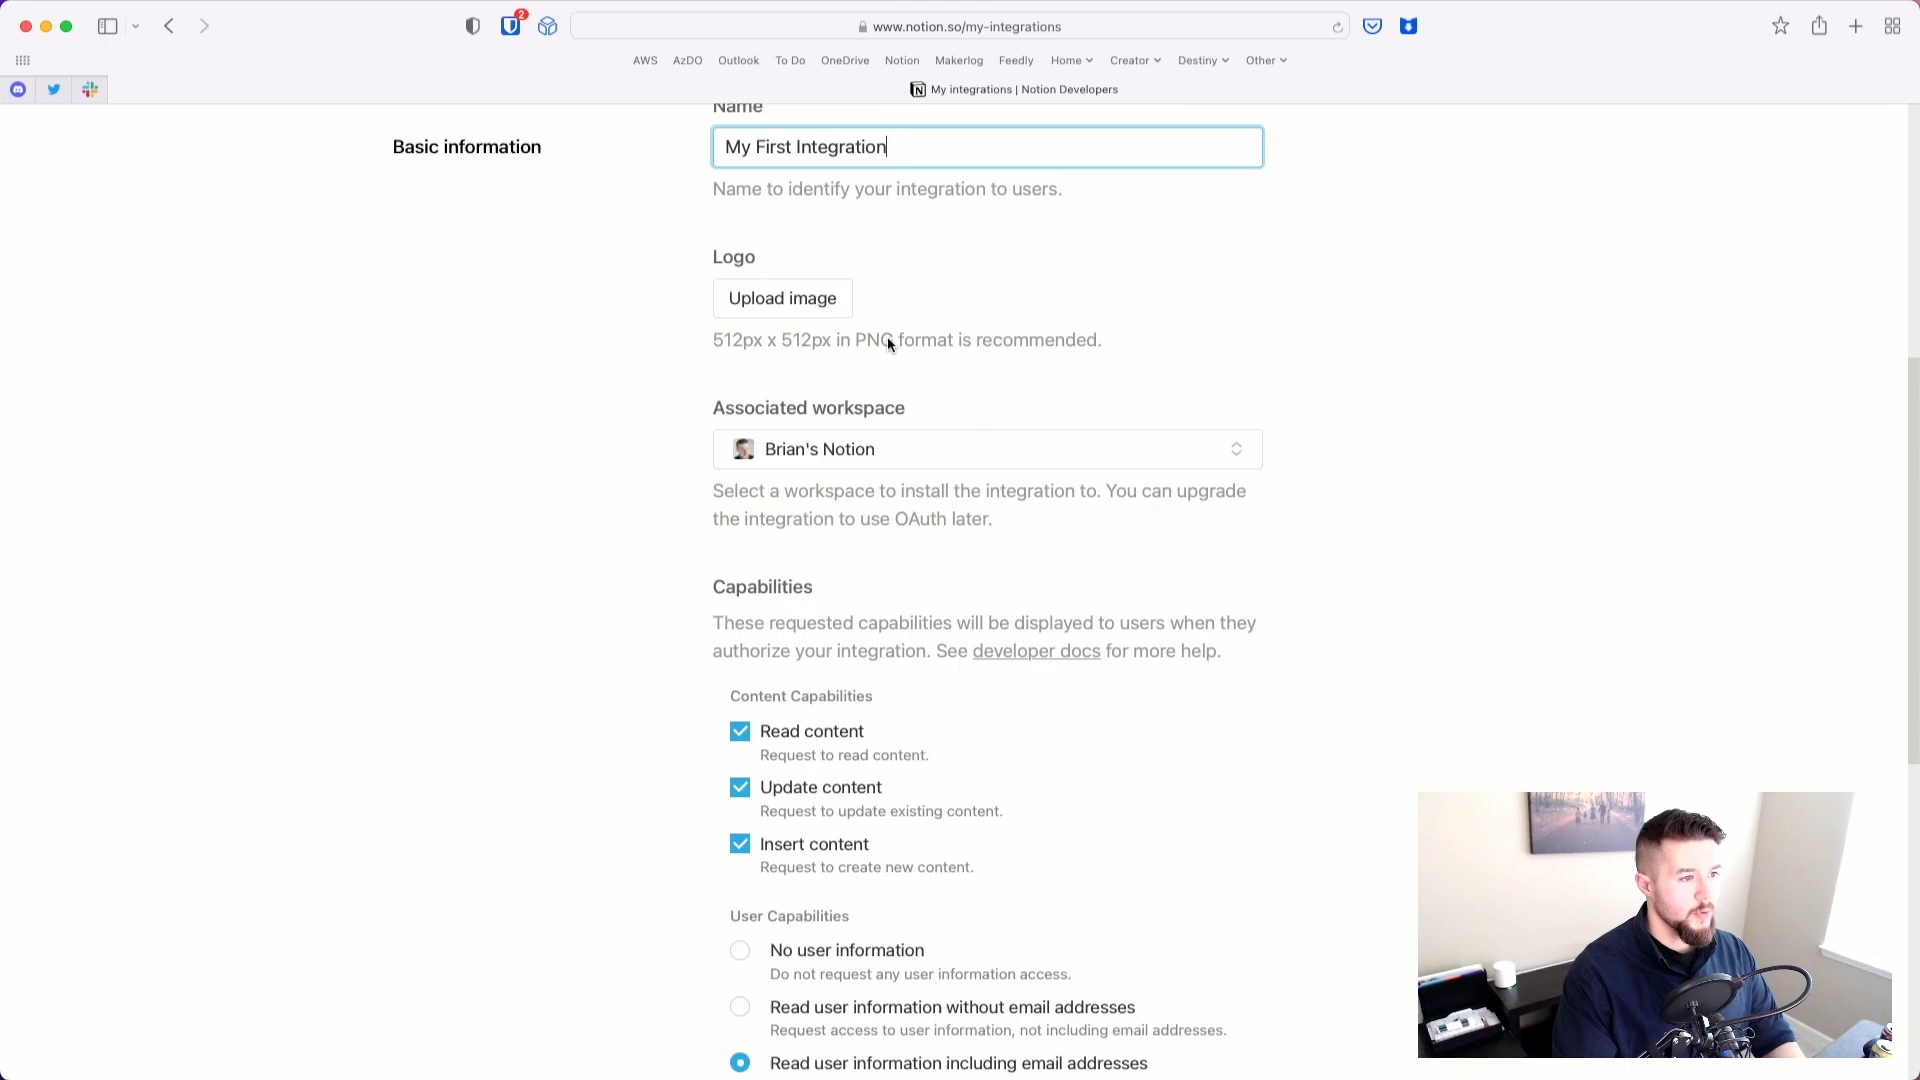 2
www.notion.so/my-integrations
AWS AzDO Outlook To Do OneDrive Notion Makerlog Feedly Home Creator Destiny Other
My integrations | Notion Developers
Name
Basic information
My First Integration
Name to identify your integration to users.
Logo
Upload image
512px x 512px in PNG format is recommended.
Associated workspace
Brian's Notion
Select a workspace to install the integration to. You can upgrade
the integration to use OAuth later.
Capabilities
These requested capabilities will be displayed to users when they
authorize your integration. See developer docs for more help.
Content Capabilities
Read content
Request to read content.
Update content
Request to update existing content.
Insert content
Request to create new content.
User Capabilities
No user information
Do not request any user information access.
Read user information without email addresses
Request access to user information, not including email addresses.
Read user information including email addresses